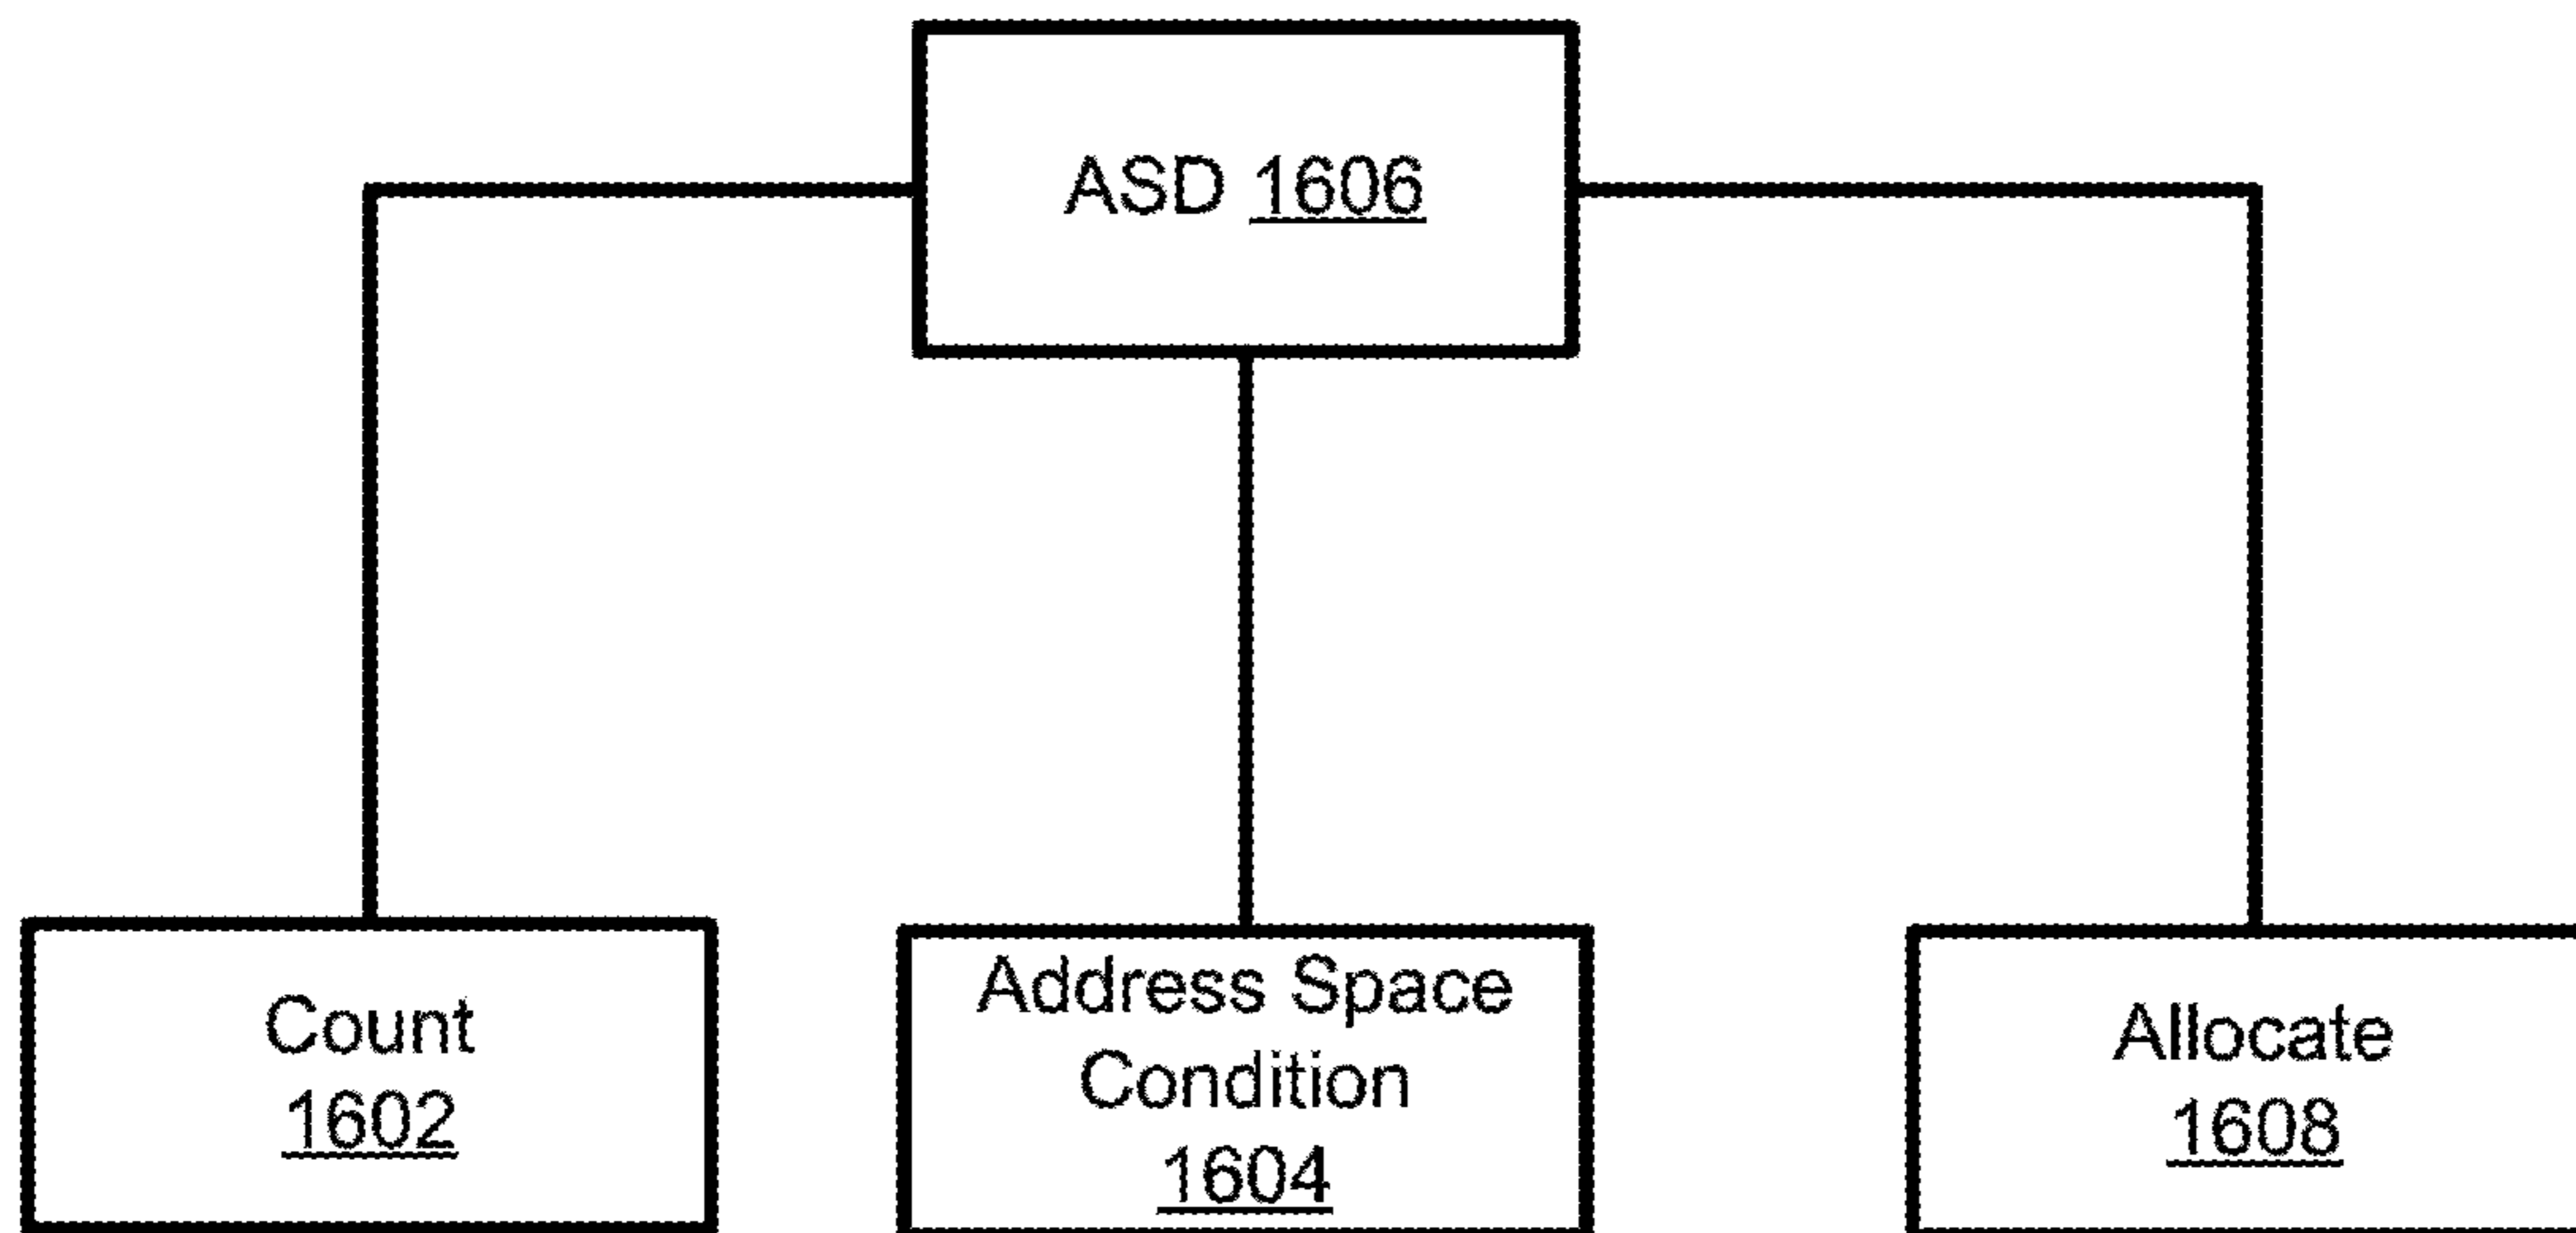 ASD 1606
Count
1602
Address Space
Condition
1604
Allocate
1608